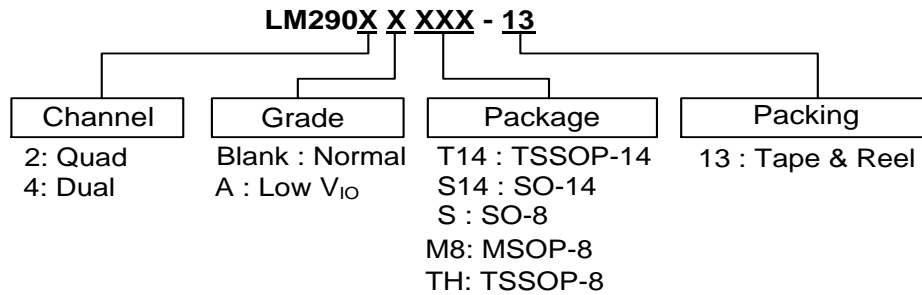 LM290X X XXX - 13
Channel
Grade
Package
Packing
2: Quad
4: Dual
Blank : Normal
A : Low VIO
T14 : TSSOP-14
S14 : SO-14
S : SO-8
M8: MSOP-8
TH: TSSOP-8
13 : Tape & Reel